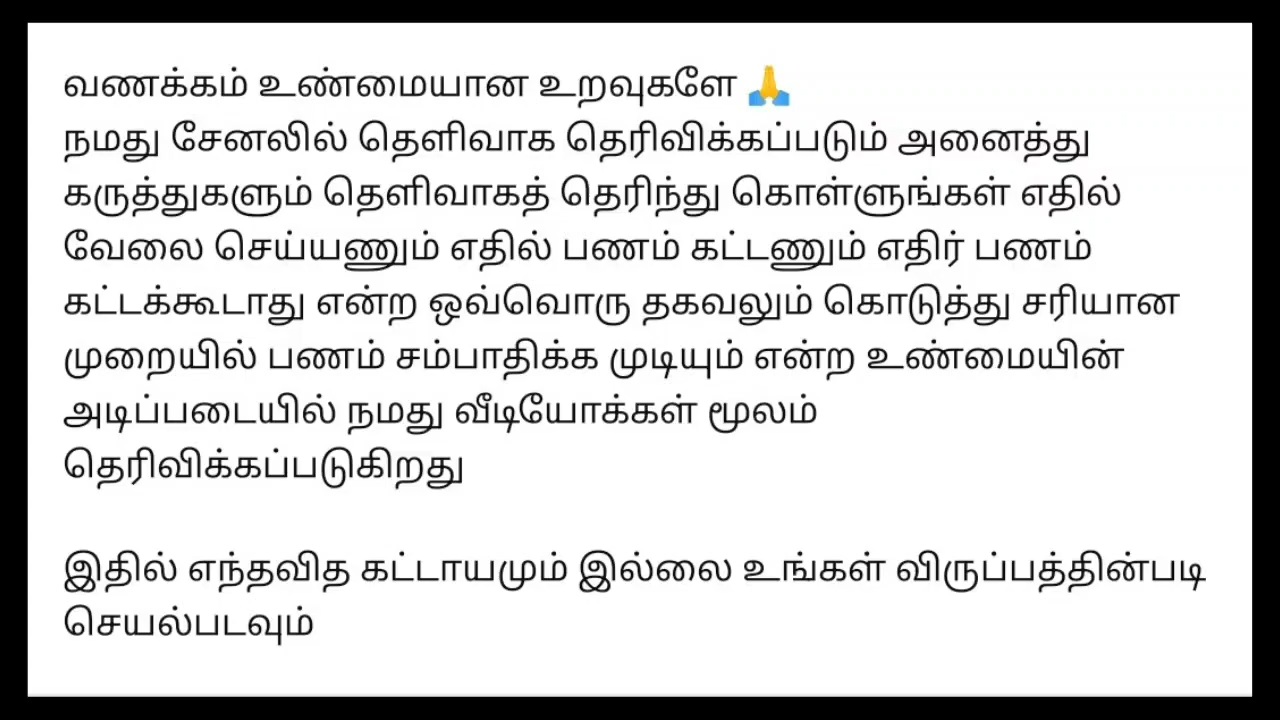 வணக்கம் உண்மையான உறவுகளே 🙏
நமது சேனலில் தெளிவாக தெரிவிக்கப்படும் அனைத்து
கருத்துகளும் தெளிவாகத் தெரிந்து கொள்ளுங்கள் எதில்
வேலை செய்யணும் எதில் பணம் கட்டணும் எதிர் பணம்
கட்டக்கூடாது என்ற ஒவ்வொரு தகவலும் கொடுத்து சரியான
முறையில் பணம் சம்பாதிக்க முடியும் என்ற உண்மையின்
அடிப்படையில் நமது வீடியோக்கள் மூலம்
தெரிவிக்கப்படுகிறது
இதில் எந்தவித கட்டாயமும் இல்லை உங்கள் விருப்பத்தின்படி
செயல்படவும்